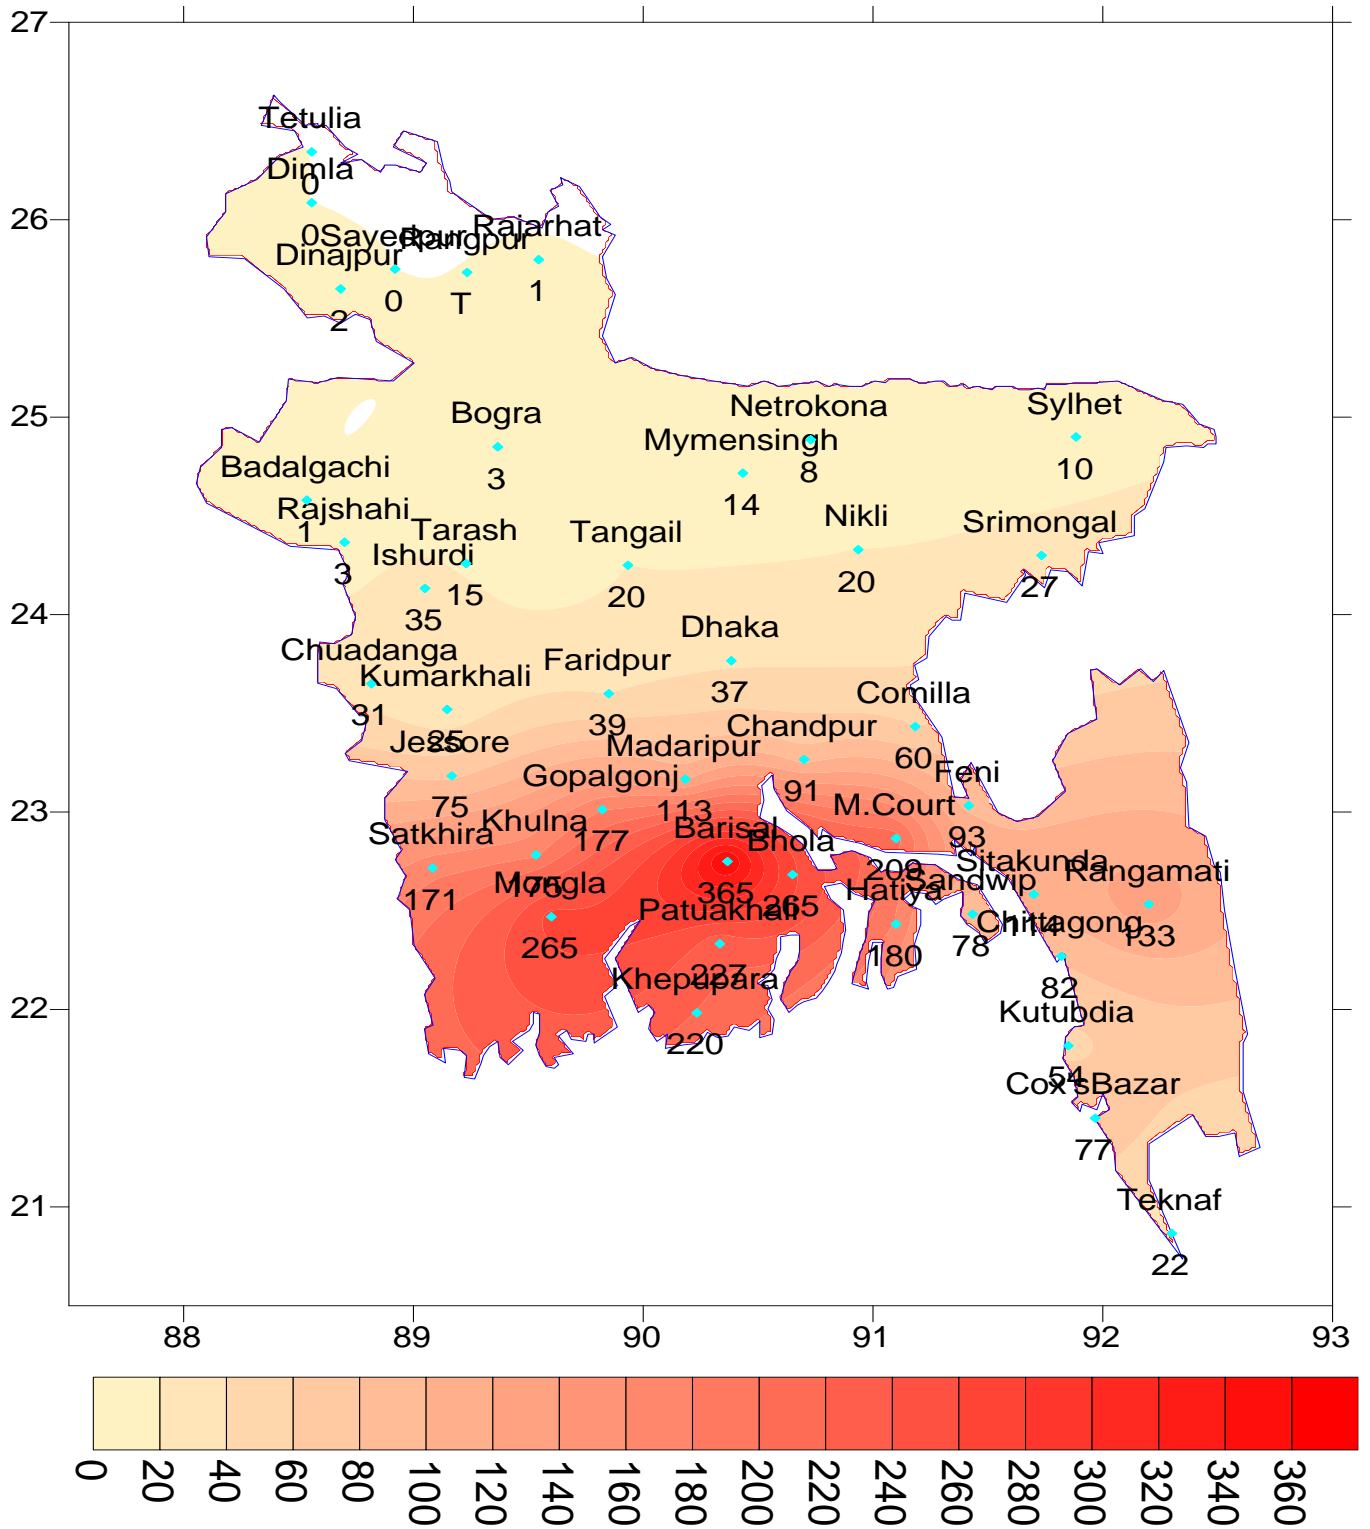 27
Tetulia
0
Dimla
0
26
Sayedpur
0
Rangpur
T
Rajarhat
1
Dinajpur
2
25
Bogra
3
Netrokona
8
Sylhet
10
Mymensingh
14
Badalgachi
1
Rajshahi
3
Tarash
15
Ishurdi
35
Tangail
20
Nikli
20
Srimongal
27
24
Dhaka
37
Chuadanga
31
Kumarkhali
25
Faridpur
39
Comilla
60
Jessore
75
Madaripur
113
Chandpur
91
Feni
93
23
Gopalgonj
177
M.Court
209
Khulna
175
Satkhira
171
Barisal
365
Bhola
265
Sitakunda
114
Rangamati
133
Mongla
265
Hatiya
180
Sandwip
78
Patuakhali
227
Chittagong
82
22
Khepupara
220
Kutubdia
54
Cox'sBazar
77
21
Teknaf
22
88 89 90 91 92 93
0 20 40 60 80 100 120 140 160 180 200 220 240 260 280 300 320 340 360